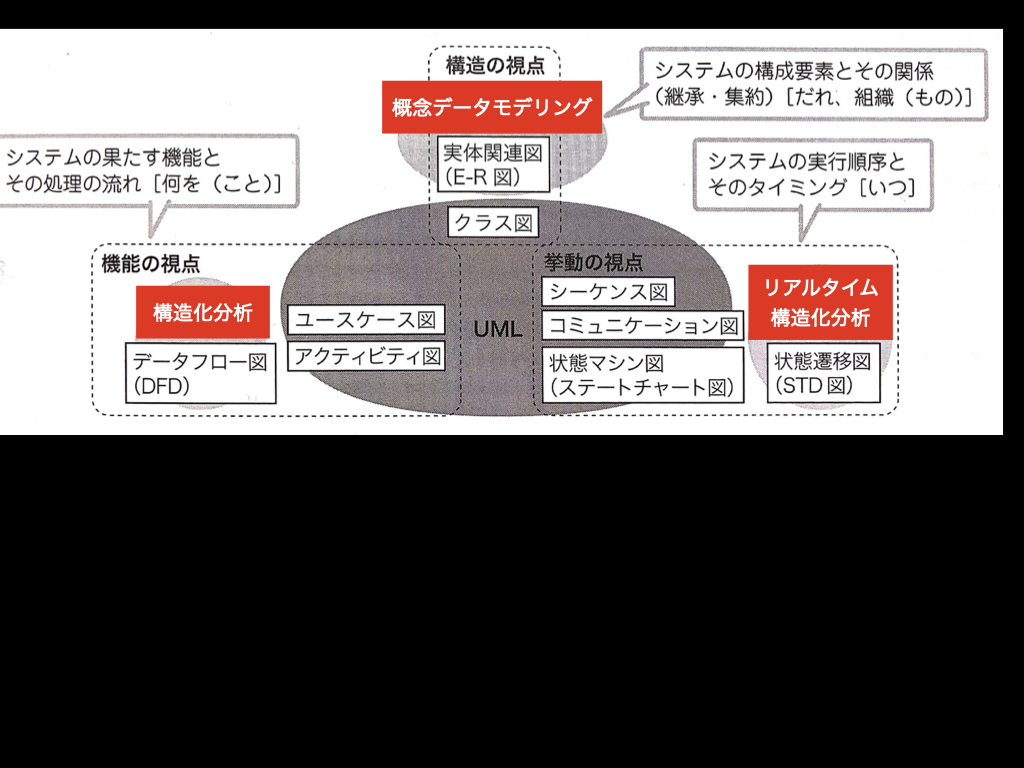 構造の視点
概念データモデリング
実体関連図
(E-R 図)
クラス図
システムの構成要素とその関係
(継承・集約)[だれ、組織(もの)]
システムの果たす機能と
その処理の流れ[何を(こと)]
システムの実行順序と
そのタイミング[いつ]
機能の視点
構造化分析
データフロー図
(DFD)
ユースケース図
アクティビティ図
UML
挙動の視点
シーケンス図
コミュニケーション図
状態マシン図
(ステートチャート図)
リアルタイム
構造化分析
状態遷移図
(STD 図)